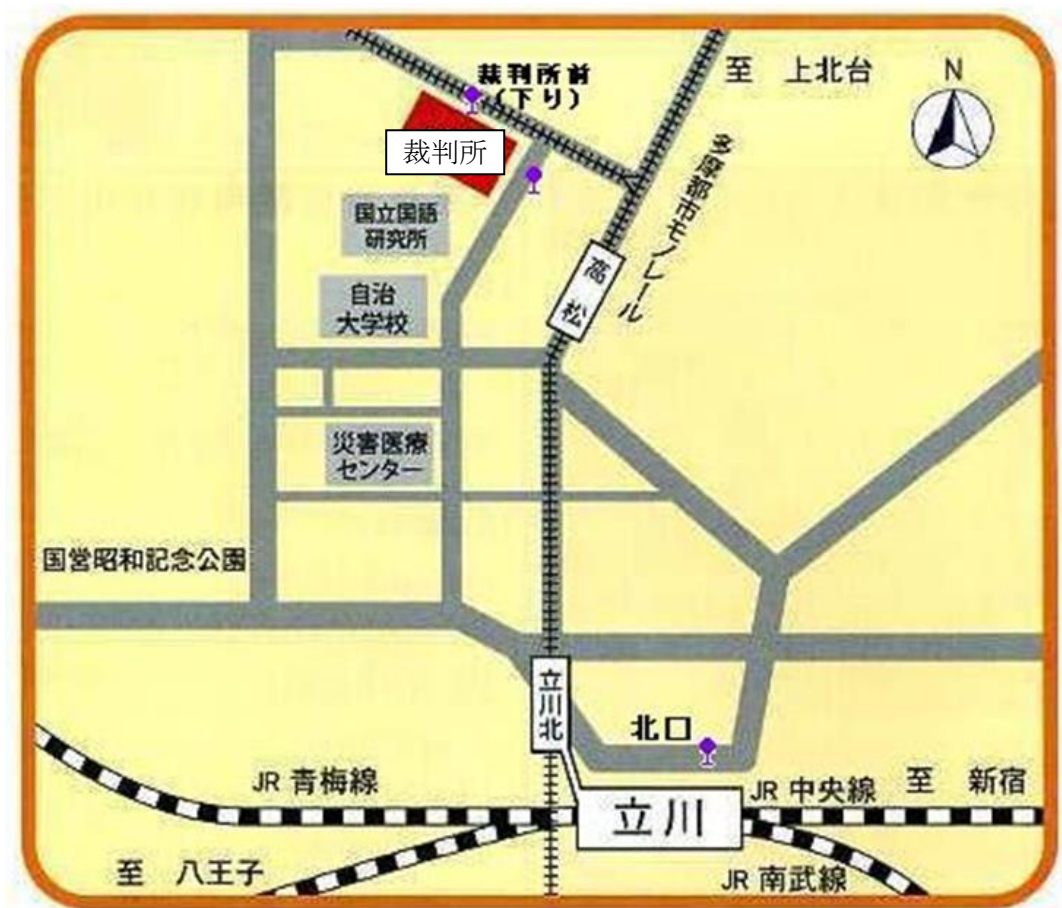 至 上北台
N
裁判所前
(下り)
裁判所
多摩都市モノレール
国立国語
研究所
高松
自治
大学校
災害医療
センター
国営昭和記念公園
立川北
北口
JR 青梅線
JR 中央線
至 新宿
立川
至 八王子
JR 南武線